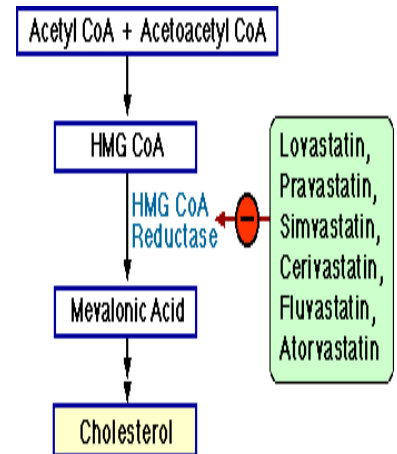 Acetyl CoA + Acetoacetyl CoA
HMG CoA
HMG CoA
Reductase
Lovastatin,
Pravastatin,
Simvastatin,
Cerivastatin,
Fluvastatin,
Atorvastatin
Mevalonic Acid
Cholesterol